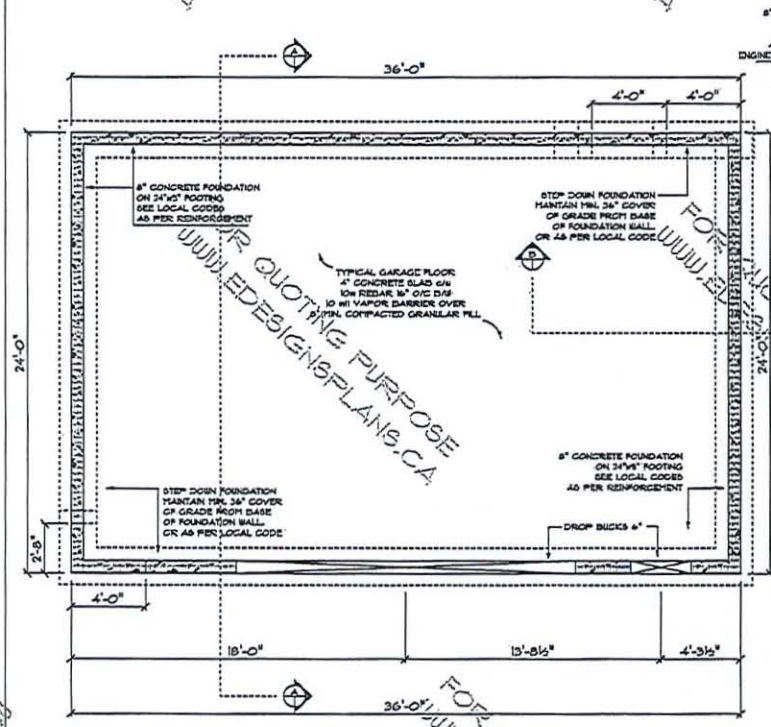 8"
ENGINE
A
36'-0"
4'-0"
4'-0"
24'-0"
8" CONCRETE FOUNDATION
ON 24"x8" FOOTING
SEE LOCAL CODES
AS PER REINFORCEMENT
STEP DOWN FOUNDATION
MAINTAIN MIN. 36" COVER
OF GRADE FROM BASE
OF FOUNDATION WALL
OR AS PER LOCAL CODE
B
TYPICAL GARAGE FLOOR
4" CONCRETE SLAB c/w
10M REBAR 16" O/C B/W
10 mil VAPOR BARRIER OVER
MIN. COMPACTED GRANULAR FILL
OR QUOTING PURPOSE
WWW.EDESIGNSPLANS.CA
24'-0"
8" CONCRETE FOUNDATION
ON 24"x8" FOOTING
SEE LOCAL CODES
AS PER REINFORCEMENT
STEP DOWN FOUNDATION
MAINTAIN MIN. 36" COVER
OF GRADE FROM BASE
OF FOUNDATION WALL
OR AS PER LOCAL CODE
DROP BUCKS 6"
2'-8"
4'-0"
18'-0"
13'-8½"
4'-3½"
A
36'-0"
FOR